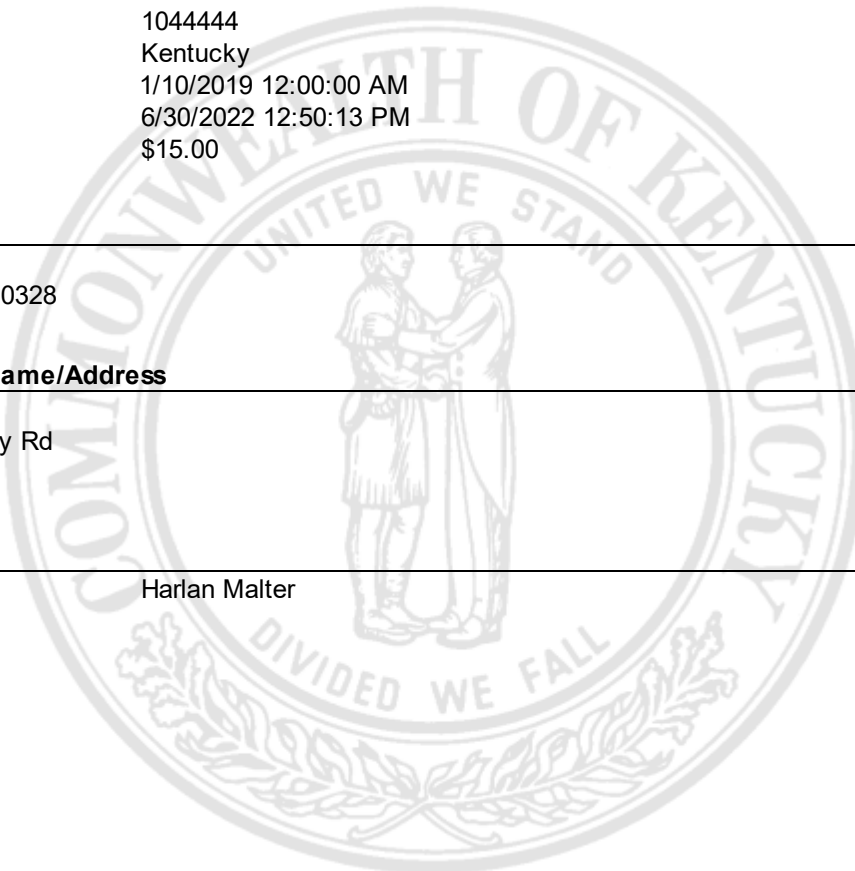 1044444
Kentucky
1/10/2019 12:00:00 AM
6/30/2022 12:50:13 PM
$15.00
0328
ame/Address
y Rd
Harlan Malter
COMMONWEALTH OF KENTUCKY
UNITED WE STAND
DIVIDED WE FALL